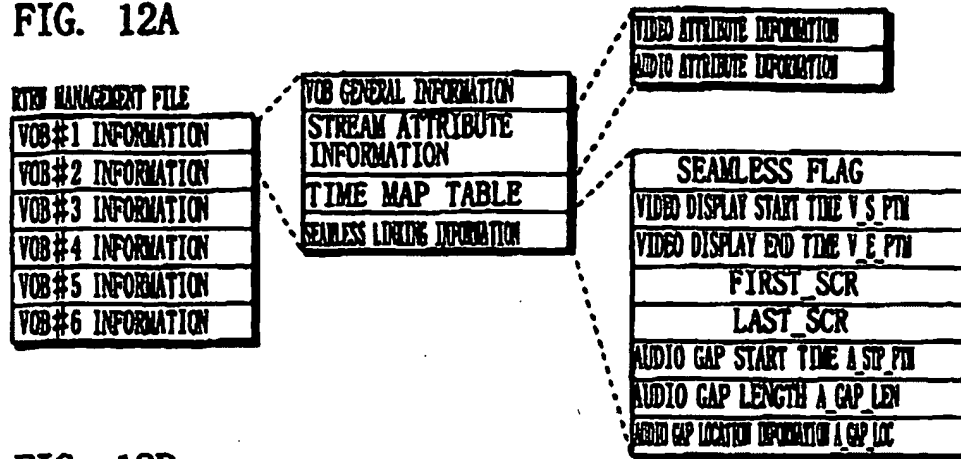 FIG. 12A
RTRW MANAGEMENT FILE
VOB#1 INFORMATION
VOB#2 INFORMATION
VOB#3 INFORMATION
VOB#4 INFORMATION
VOB#5 INFORMATION
VOB#6 INFORMATION
VOB GENERAL INFORMATION
STREAM ATTRIBUTE
INFORMATION
TIME MAP TABLE
SEAMLESS LINKING INFORMATION
VIDEO ATTRIBUTE INFORMATION
AUDIO ATTRIBUTE INFORMATION
SEAMLESS FLAG
VIDEO DISPLAY START TIME V_S_PTM
VIDEO DISPLAY END TIME V_E_PTM
FIRST_SCR
LAST_SCR
AUDIO GAP START TIME A_STP_PTM
AUDIO GAP LENGTH A_GAP_LEN
AUDIO GAP LOCATION INFORMATION A_GAP_LOC